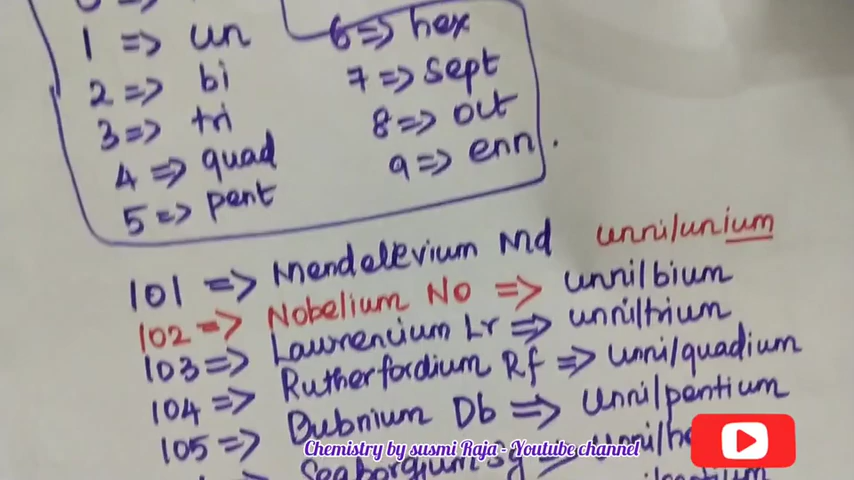 1 => un
2 => bi
3 => tri
4 => quad
5 => pent
6 => hex
7 => sept
8 => oct
9 => enn.
101 => Mendelevium Md unnilunium
102 => Nobelium No => unnilbium
103 => Lawrencium Lr => unniltrium
104 => Rutherfordium Rf => unnilquadium
105 => Dubnium Db => unnilpentium
Seaborgium Sg =>
Chemistry by susmi Raja - Youtube channel